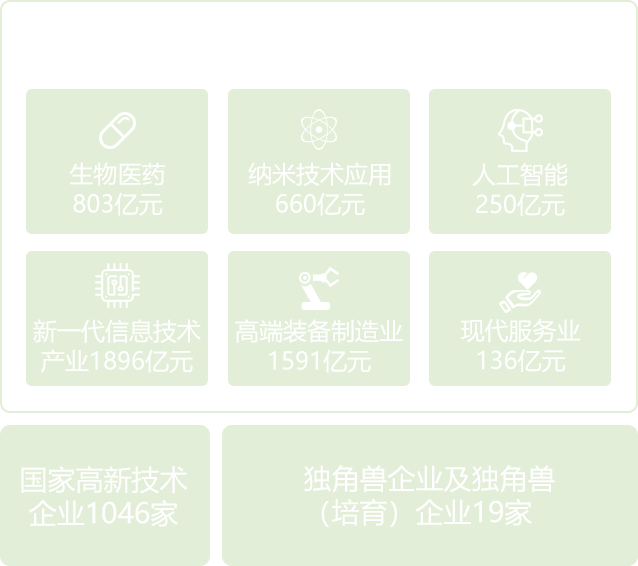 生物医药
803亿元
纳米技术应用
660亿元
人工智能
250亿元
新一代信息技术
产业1896亿元
高端装备制造业
1591亿元
现代服务业
136亿元
国家高新技术
企业1046家
独角兽企业及独角兽
（培育）企业19家